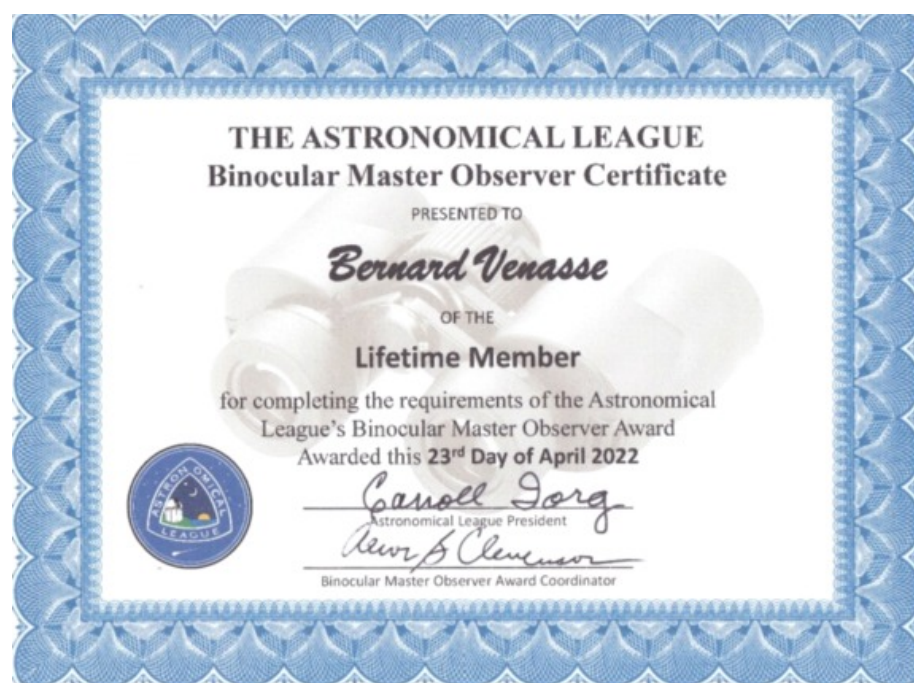 THE ASTRONOMICAL LEAGUE
Binocular Master Observer Certificate
PRESENTED TO
Bernard Venasse
OF THE
Lifetime Member
for completing the requirements of the Astronomical
League's Binocular Master Observer Award
Awarded this 23rd Day of April 2022
Carroll Iorg
Astronomical League President
Clevenson
Binocular Master Observer Award Coordinator
ASTRONOMICAL
LEAGUE